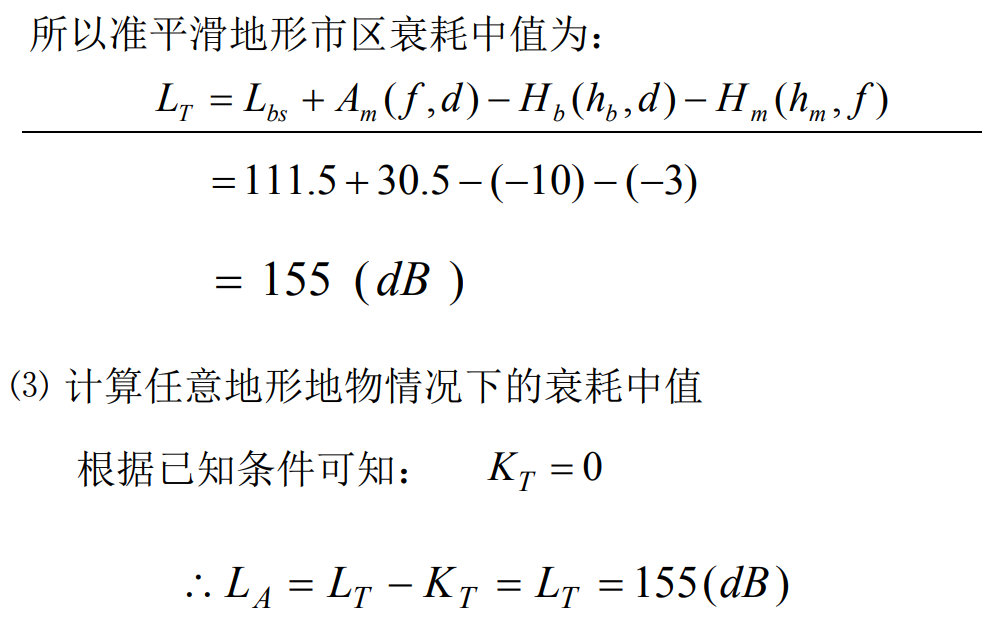 所以准平滑地形市区衰耗中值为：
L_T = L_bs + A_m(f,d) − H_b(h_b,d) − H_m(h_m,f)
= 111.5 + 30.5 − (−10) − (−3)
= 155 (dB)
⑶ 计算任意地形地物情况下的衰耗中值
根据已知条件可知： K_T = 0
∴ L_A = L_T − K_T = L_T = 155(dB)